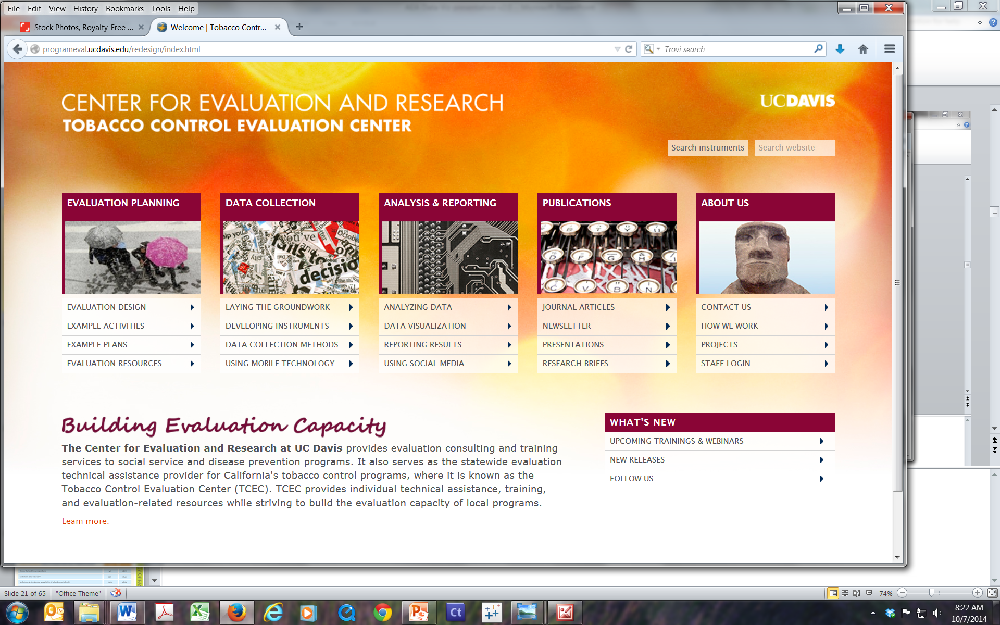 File Edit View History Bookmarks Tools Help
Stock Photos, Royalty-Free ...
Welcome | Tobacco Contr...
programeval.ucdavis.edu/redesign/index.html
Trovi search
CENTER FOR EVALUATION AND RESEARCH
TOBACCO CONTROL EVALUATION CENTER
UCDAVIS
Search instruments
Search website
EVALUATION PLANNING
EVALUATION DESIGN
EXAMPLE ACTIVITIES
EXAMPLE PLANS
EVALUATION RESOURCES
DATA COLLECTION
you've
fails to
decisio
October
LAYING THE GROUNDWORK
DEVELOPING INSTRUMENTS
DATA COLLECTION METHODS
USING MOBILE TECHNOLOGY
ANALYSIS & REPORTING
ANALYZING DATA
DATA VISUALIZATION
REPORTING RESULTS
USING SOCIAL MEDIA
PUBLICATIONS
R T Y U
D F G H J
C V B N
JOURNAL ARTICLES
NEWSLETTER
PRESENTATIONS
RESEARCH BRIEFS
ABOUT US
CONTACT US
HOW WE WORK
PROJECTS
STAFF LOGIN
Building Evaluation Capacity
The Center for Evaluation and Research at UC Davis provides evaluation consulting and training
services to social service and disease prevention programs. It also serves as the statewide evaluation
technical assistance provider for California's tobacco control programs, where it is known as the
Tobacco Control Evaluation Center (TCEC). TCEC provides individual technical assistance, training,
and evaluation-related resources while striving to build the evaluation capacity of local programs.
Learn more.
WHAT'S NEW
UPCOMING TRAININGS & WEBINARS
NEW RELEASES
FOLLOW US
Slide 21 of 65
"Office Theme"
74%
Ct
8:22 AM
10/7/2014